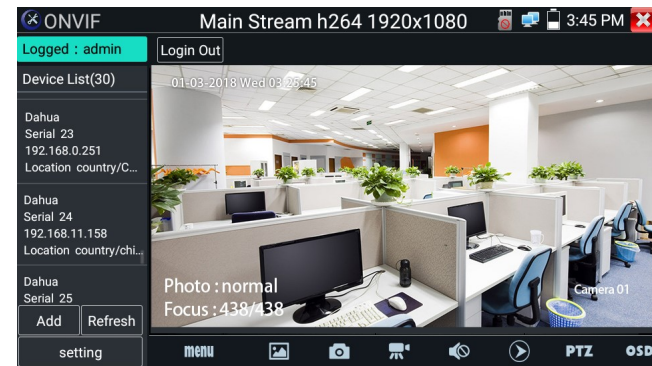 ONVIF
Main Stream h264 1920x1080
3:45 PM
Logged : admin
Login Out
Device List(30)
Dahua
Serial 23
192.168.0.251
Location country/C...
Dahua
Serial 24
192.168.11.158
Location country/chi...
Dahua
Serial 25
Add
Refresh
setting
01-03-2018 Wed 03:25:45
Photo : normal
Focus : 438/438
Camera 01
menu
PTZ
OSD